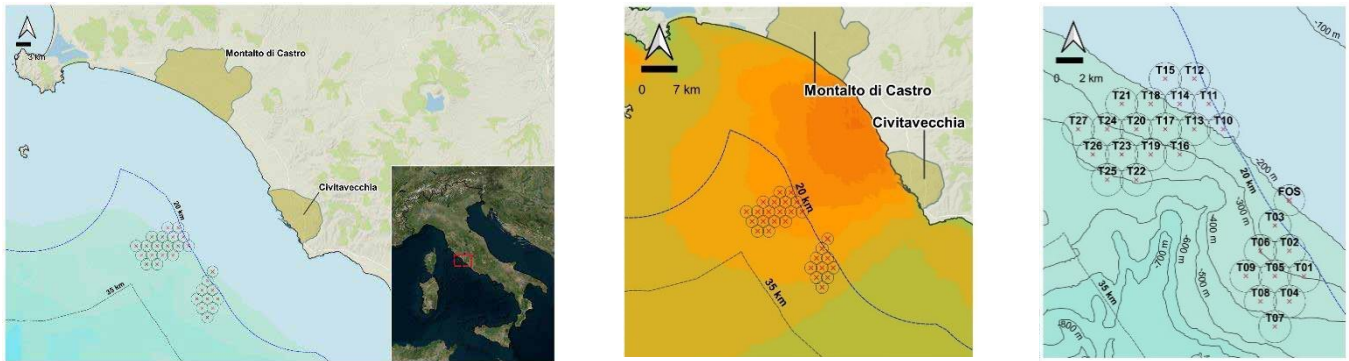 0 3 km
Montalto di Castro
Civitavecchia
20 km
35 km
0 7 km
Montalto di Castro
Civitavecchia
20 km
35 km
0 2 km
-100 m
T15 T12
T21 T18 T14 T11
T27 T24 T20 T17 T13 T10
T26 T23 T19 T16
T25 T22
-200 m
20 km
FOS
-300 m
T03
-400 m
T06 T02
-600 m
-700 m
T09 T05 T01
-500 m
35 km
T08 T04
T07
-800 m